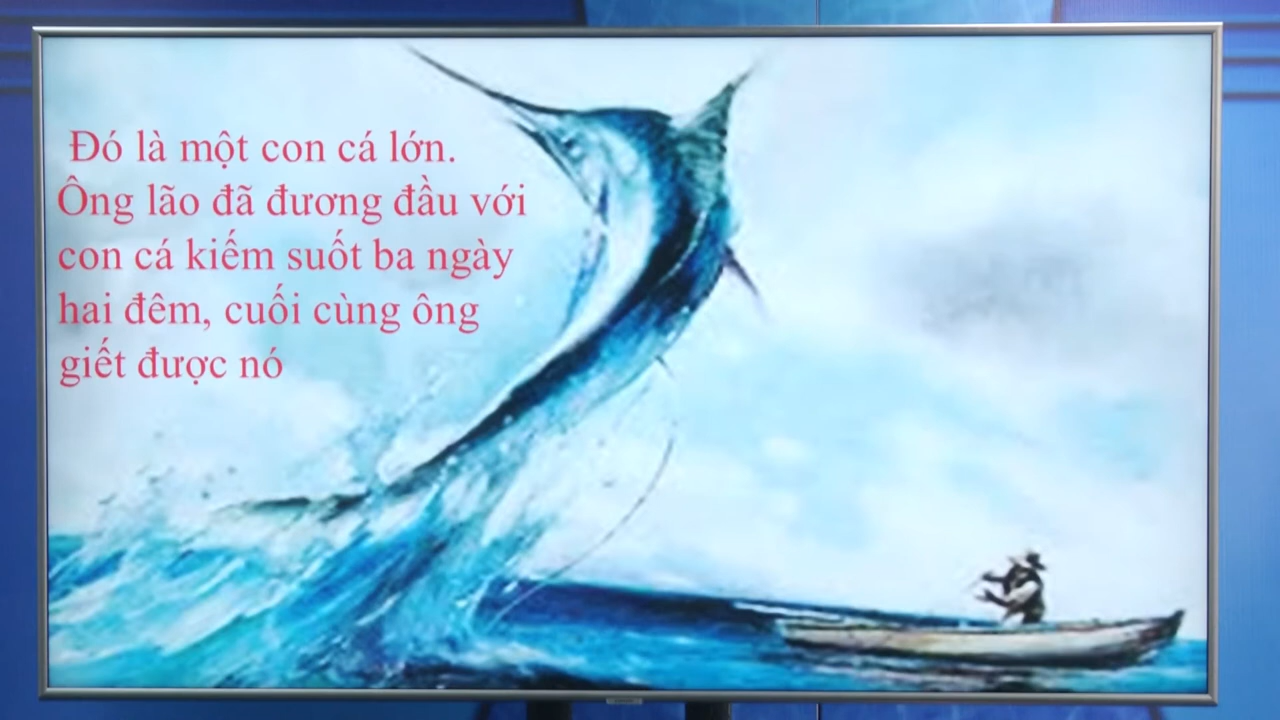 Đó là một con cá lớn.
Ông lão đã đương đầu với
con cá kiếm suốt ba ngày
hai đêm, cuối cùng ông
giết được nó